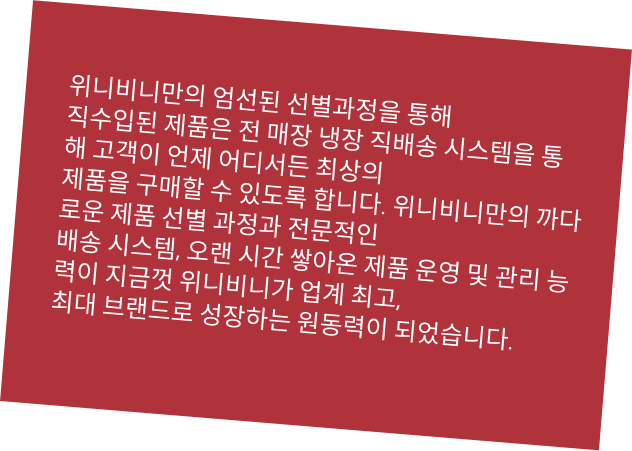 위니비니만의 엄선된 선별과정을 통해
직수입된 제품은 전 매장 냉장 직배송 시스템을 통
해 고객이 언제 어디서든 최상의
제품을 구매할 수 있도록 합니다. 위니비니만의 까다
로운 제품 선별 과정과 전문적인
배송 시스템, 오랜 시간 쌓아온 제품 운영 및 관리 능
력이 지금껏 위니비니가 업계 최고,
최대 브랜드로 성장하는 원동력이 되었습니다.